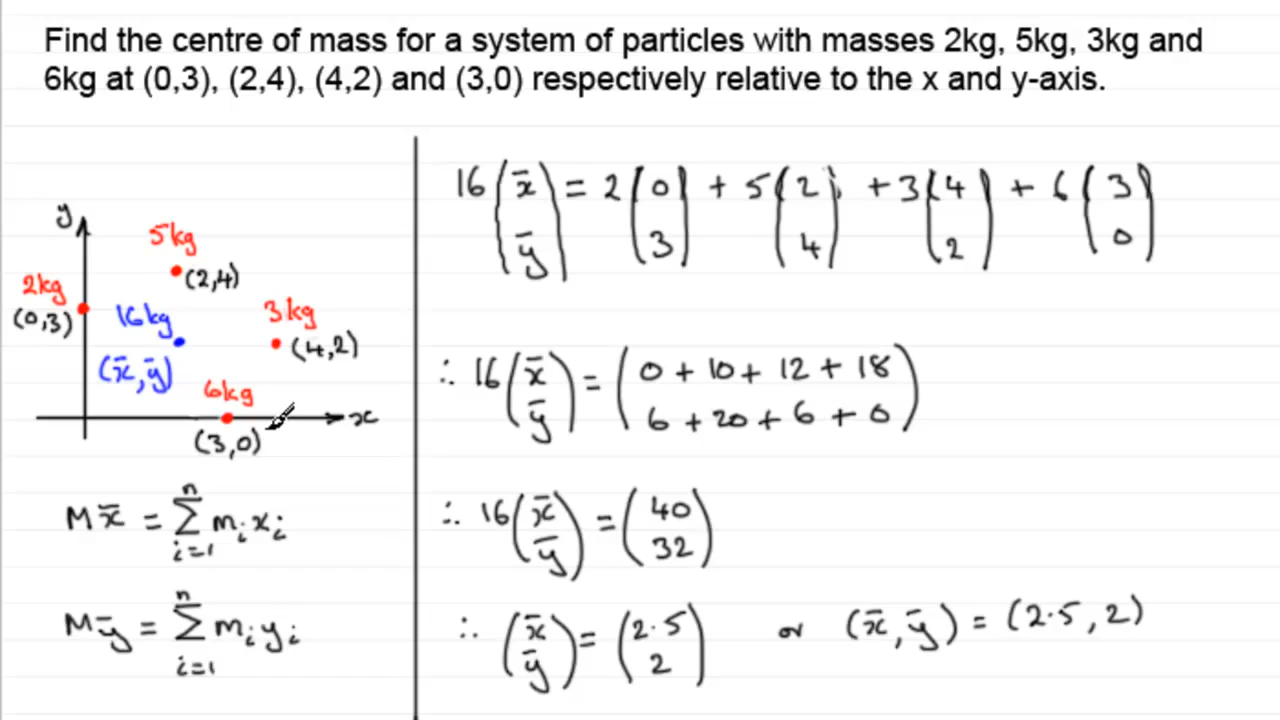 Find the centre of mass for a system of particles with masses 2kg, 5kg, 3kg and
6kg at (0,3), (2,4), (4,2) and (3,0) respectively relative to the x and y-axis.
y
5kg
(2,4)
2kg
(0,3)
16kg
(x̄,ȳ)
3kg
(4,2)
6kg
(3,0)
x
Mx̄ = ∑ᵢ₌₁ⁿ mᵢxᵢ
Mȳ = ∑ᵢ₌₁ⁿ mᵢyᵢ
16(x̄ ȳ) = 2(0 3) + 5(2 4) + 3(4 2) + 6(3 0)
∴ 16(x̄ ȳ) = (0 + 10 + 12 + 18
6 + 20 + 6 + 0)
∴ 16(x̄ ȳ) = (40 32)
∴ (x̄ ȳ) = (2·5 2) or (x̄,ȳ) = (2·5, 2)